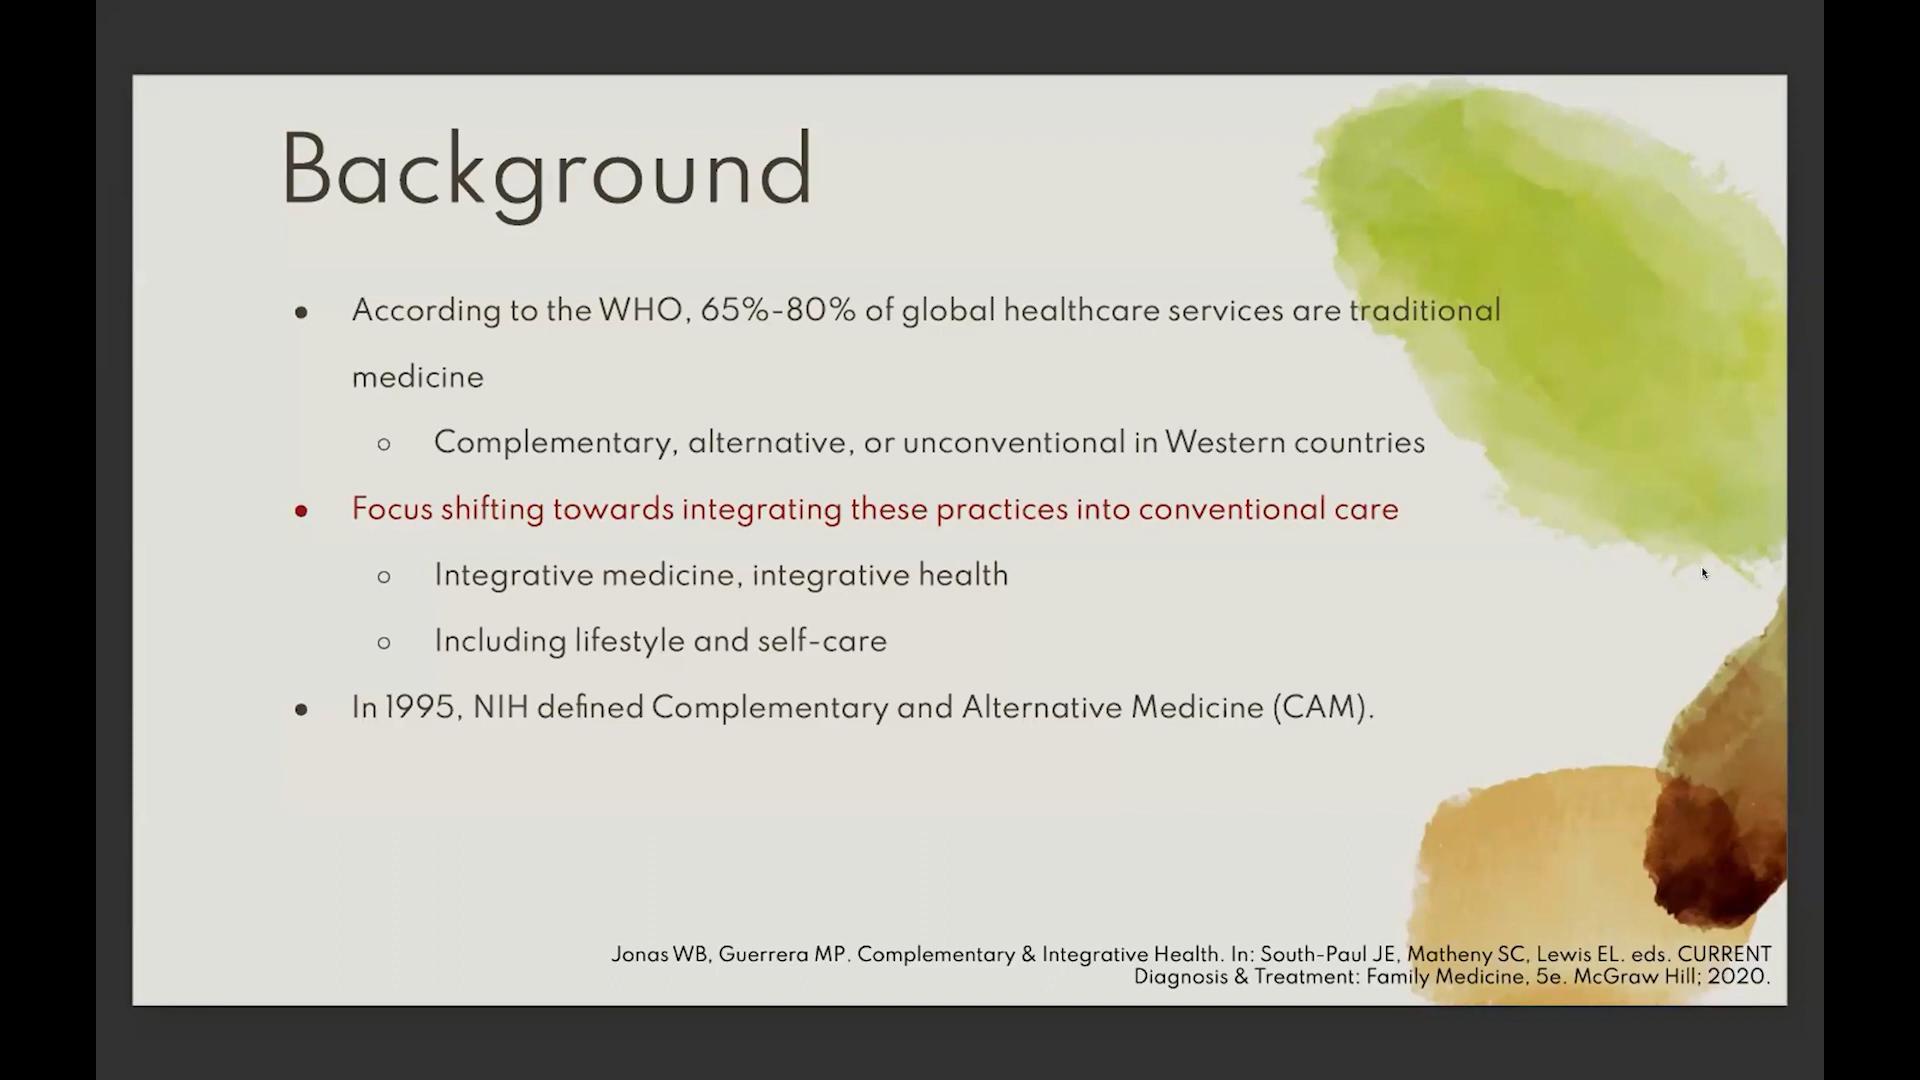 Background
● According to the WHO, 65%-80% of global healthcare services are traditional
medicine
○ Complementary, alternative, or unconventional in Western countries
● Focus shifting towards integrating these practices into conventional care
○ Integrative medicine, integrative health
○ Including lifestyle and self-care
● In 1995, NIH defined Complementary and Alternative Medicine (CAM).
Jonas WB, Guerrera MP. Complementary & Integrative Health. In: South-Paul JE, Matheny SC, Lewis EL. eds. CURRENT
Diagnosis & Treatment: Family Medicine, 5e. McGraw Hill; 2020.